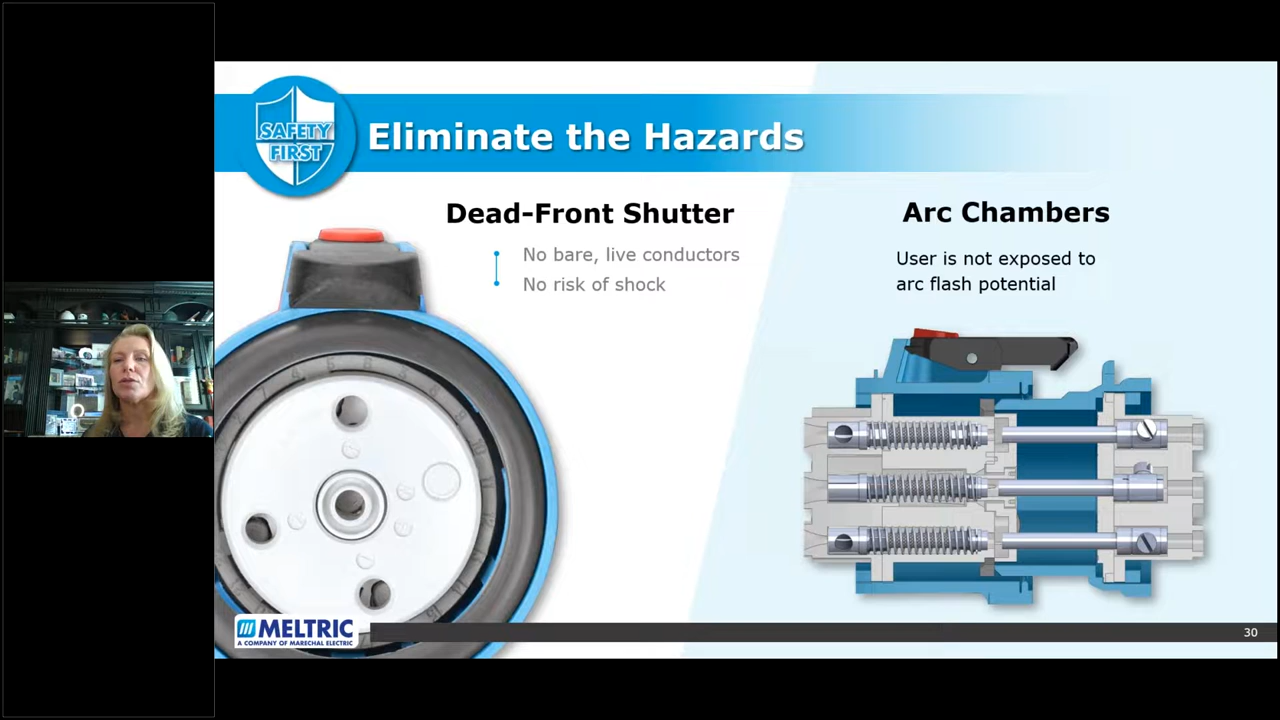 SAFETY
FIRST
Eliminate the Hazards
Dead-Front Shutter
No bare, live conductors
No risk of shock
Arc Chambers
User is not exposed to
arc flash potential
MELTRIC
A COMPANY OF MARECHAL ELECTRIC
30